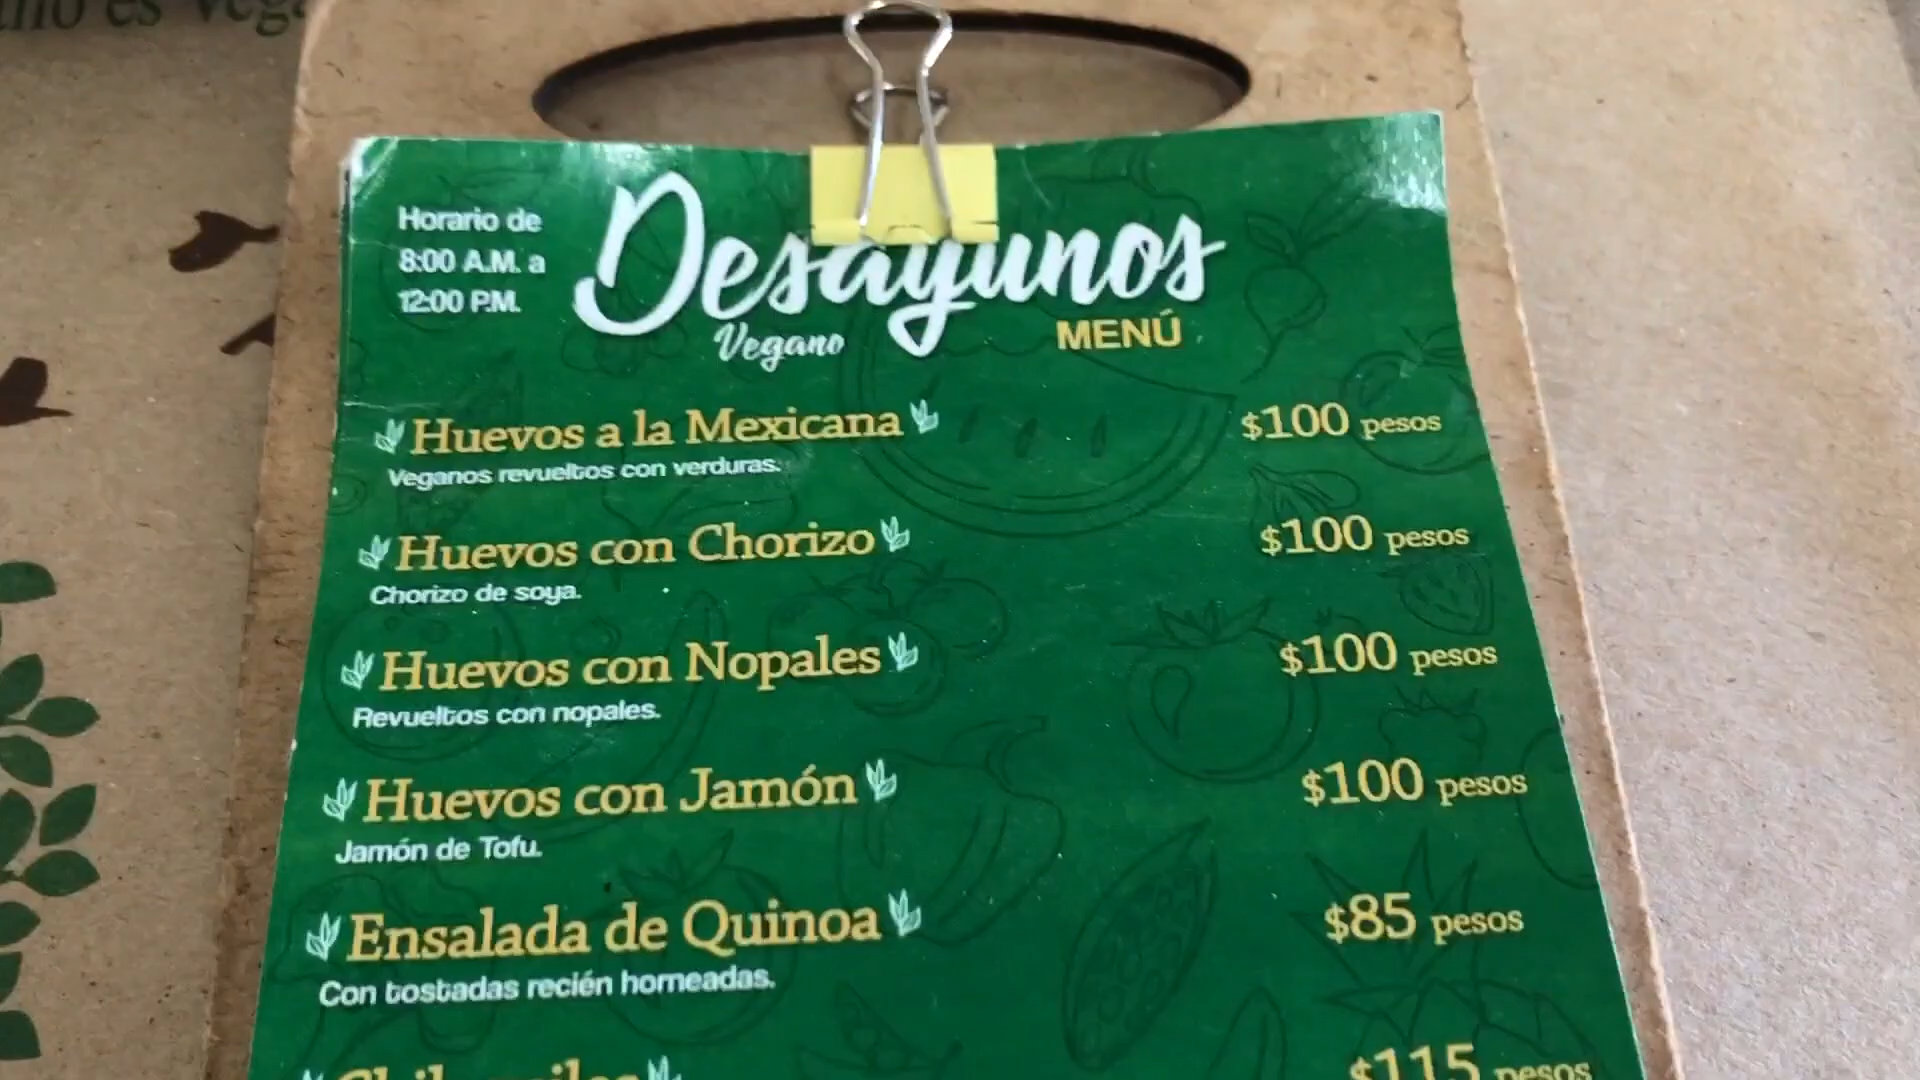 Horario de
8:00 A.M. a
12:00 P.M.
Desayunos
Vegano
MENÚ
Huevos a la Mexicana $100 pesos
Veganos revueltos con verduras.
Huevos con Chorizo $100 pesos
Chorizo de soya.
Huevos con Nopales $100 pesos
Revueltos con nopales.
Huevos con Jamón $100 pesos
Jamón de Tofu.
Ensalada de Quinoa $85 pesos
Con tostadas recién horneadas.
$115 pesos